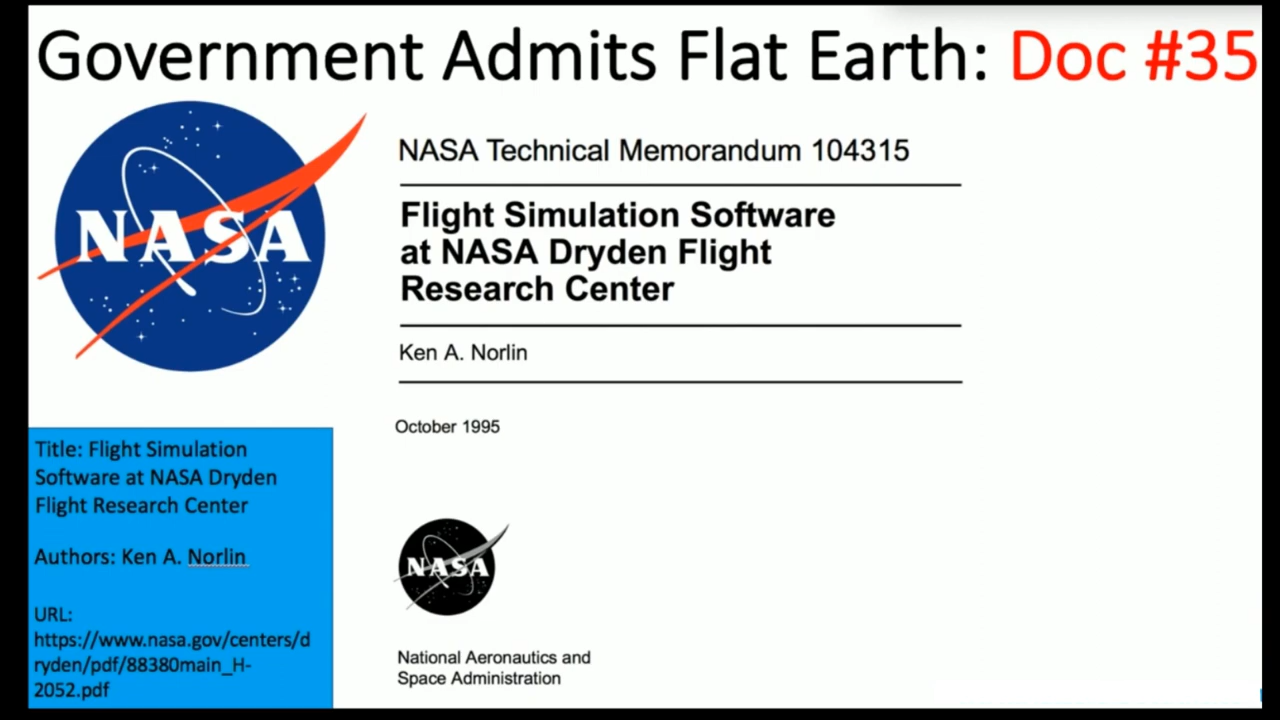 Government Admits Flat Earth: Doc #35
NASA
NASA Technical Memorandum 104315
Flight Simulation Software
at NASA Dryden Flight
Research Center
Ken A. Norlin
October 1995
NASA
National Aeronautics and
Space Administration
Title: Flight Simulation
Software at NASA Dryden
Flight Research Center
Authors: Ken A. Norlin
URL:
https://www.nasa.gov/centers/d
ryden/pdf/88380main_H-
2052.pdf